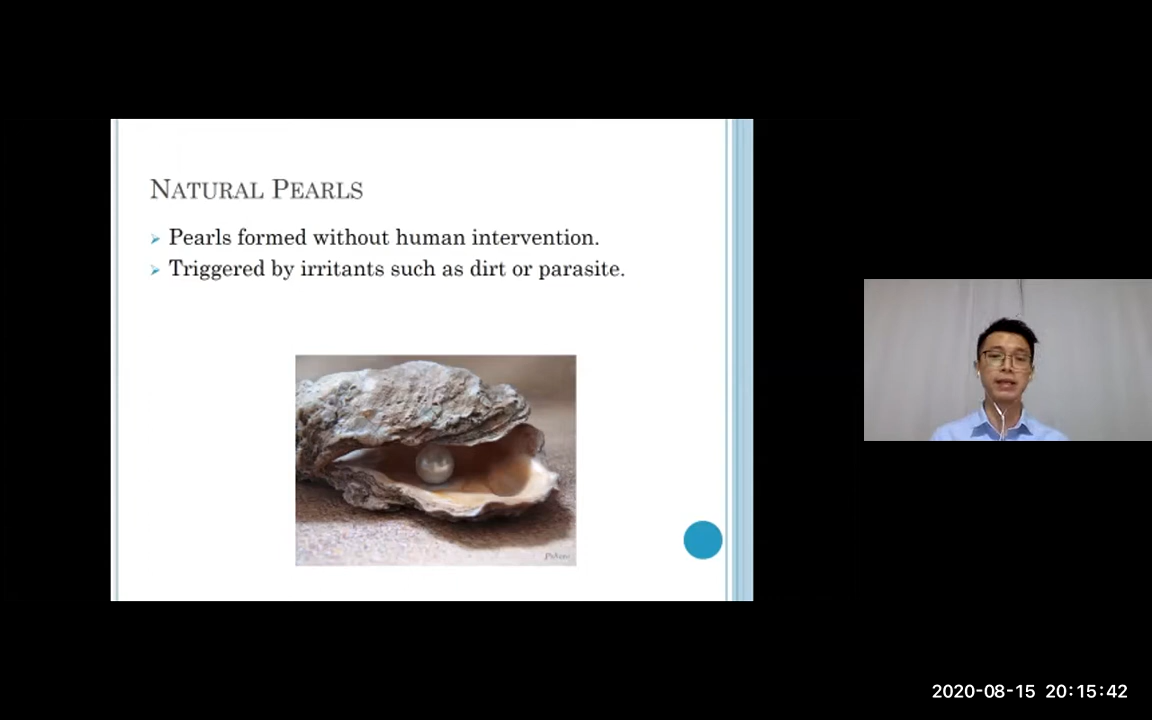 NATURAL PEARLS
Pearls formed without human intervention.
Triggered by irritants such as dirt or parasite.
2020-08-15 20:15:42